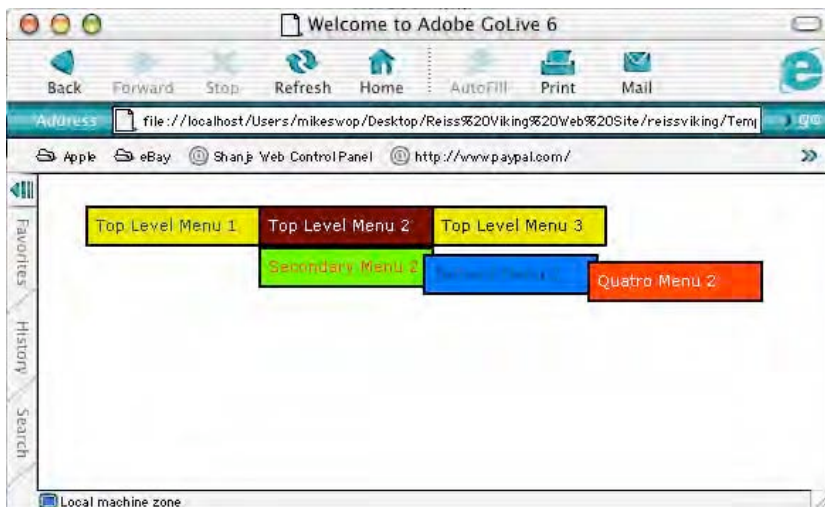 Welcome to Adobe GoLive 6
Back Forward Stop Refresh Home AutoFill Print Mail
Address file://localhost/Users/mikeswop/Desktop/Reiss%20Viking%20Web%20Site/reissviking/Temp go
Apple eBay Shanje Web Control Panel http://www.paypal.com/
Favorites
History
Search
Top Level Menu 1 Top Level Menu 2 Top Level Menu 3
Secondary Menu 2
Quatro Menu 2
Local machine zone